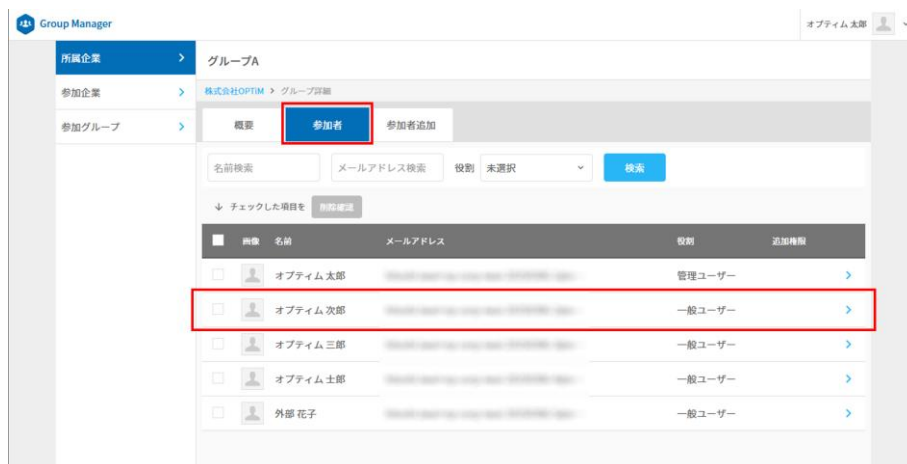 Group Manager
オプティム 太郎
所属企業
参加企業
参加グループ
グループA
株式会社OPTiM > グループ詳細
概要 参加者 参加者追加
名前検索 メールアドレス検索 役割 未選択 検索
↓ チェックした項目を 削除確認
画像 名前 メールアドレス 役割 追加権限
オプティム 太郎 管理ユーザー
オプティム 次郎 一般ユーザー
オプティム 三郎 一般ユーザー
オプティム 士郎 一般ユーザー
外部 花子 一般ユーザー